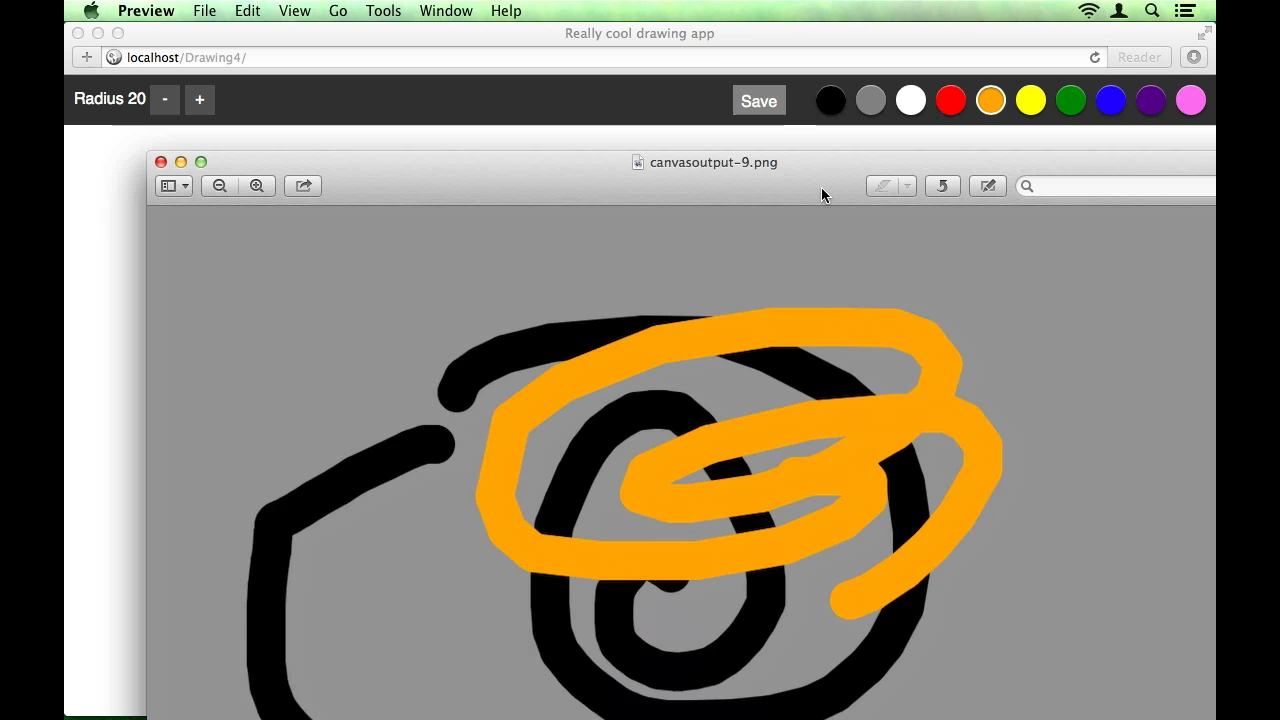 Preview File Edit View Go Tools Window Help
Really cool drawing app
localhost/Drawing4/ Reader
Radius 20 - + Save
canvasoutput-9.png